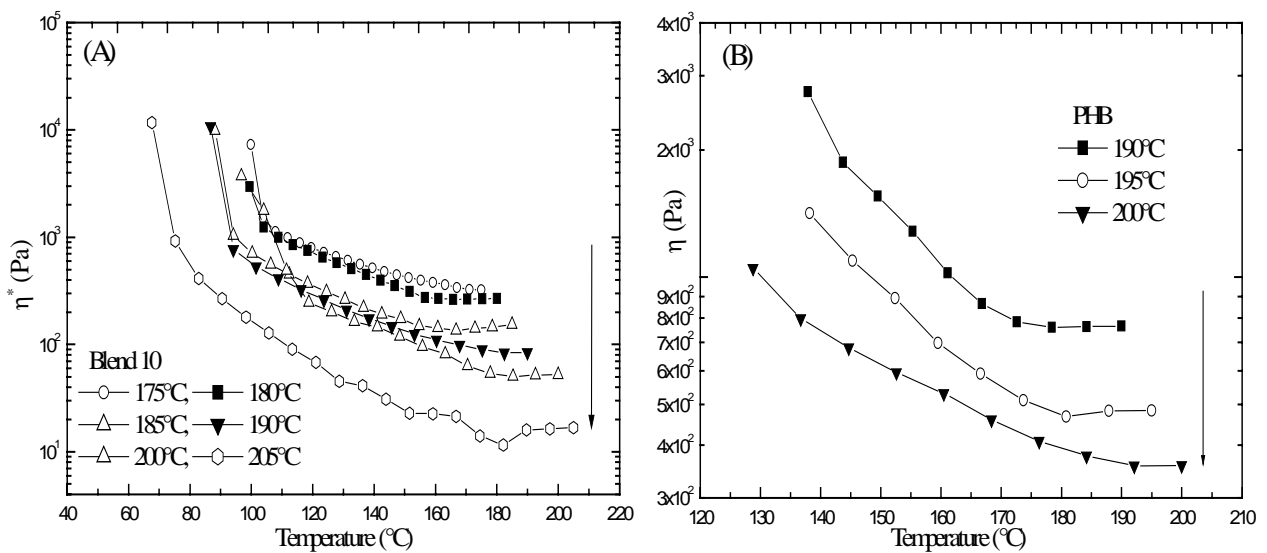 (A)
10⁵
10⁴
10³
10²
10¹
η* (Pa)
Blend 10
175°C, 180°C
185°C, 190°C
200°C, 205°C
40 60 80 100 120 140 160 180 200 220
Temperature (°C)
(B)
4x10³
3x10³
2x10³
9x10²
8x10²
7x10²
6x10²
5x10²
4x10²
3x10²
η (Pa)
PHB
190°C
195°C
200°C
120 130 140 150 160 170 180 190 200 210
Temperature (°C)